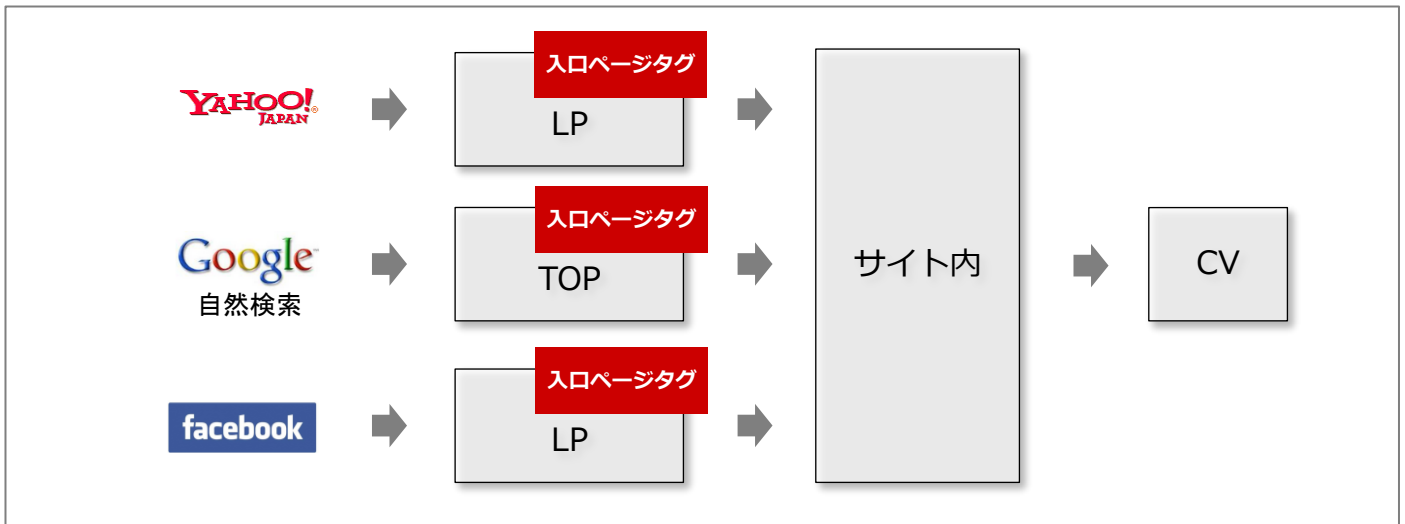 入口ページタグ
YAHOO!
JAPAN
LP
入口ページタグ
Google
自然検索
TOP
サイト内
CV
入口ページタグ
facebook
LP